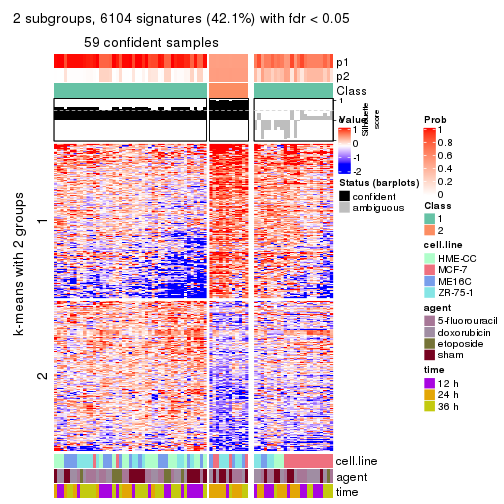 2 subgroups, 6104 signatures (42.1%) with fdr < 0.05
59 confident samples
p1
p2
Class
1
Silhouette
score
Value
1
0
-1
-2
Status (barplots)
confident
ambiguous
Prob
1
0.8
0.6
0.4
0.2
0
Class
1
2
cell.line
HME-CC
MCF-7
ME16C
ZR-75-1
agent
5-fluorouracil
doxorubicin
etoposide
sham
time
12 h
24 h
36 h
k-means with 2 groups
1
2
cell.line
agent
time